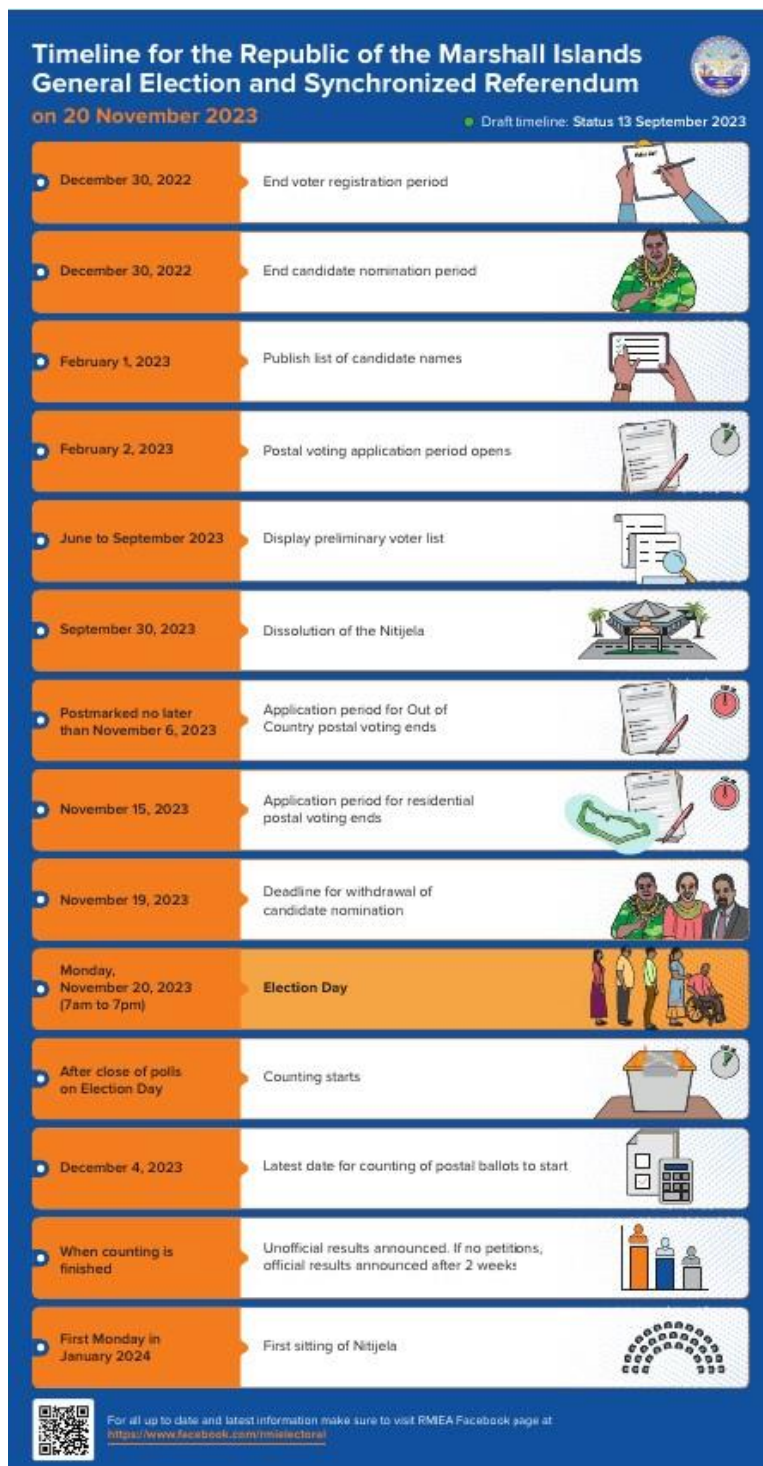 Timeline for the Republic of the Marshall Islands
General Election and Synchronized Referendum
on 20 November 2023
Draft timeline: Status 13 September 2023
December 30, 2022
End voter registration period
December 30, 2022
End candidate nomination period
February 1, 2023
Publish list of candidate names
February 2, 2023
Postal voting application period opens
June to September 2023
Display preliminary voter list
September 30, 2023
Dissolution of the Nitijela
Postmarked no later
than November 6, 2023
Application period for Out of
Country postal voting ends
November 15, 2023
Application period for residential
postal voting ends
November 19, 2023
Deadline for withdrawal of
candidate nomination
Monday,
November 20, 2023
(7am to 7pm)
Election Day
After close of polls
on Election Day
Counting starts
December 4, 2023
Latest date for counting of postal ballots to start
When counting is
finished
Unofficial results announced. If no petitions,
official results announced after 2 weeks
First Monday in
January 2024
First sitting of Nitijela
For all up to date and latest information make sure to visit RMIEA Facebook page at
https://www.facebook.com/rmielectoral